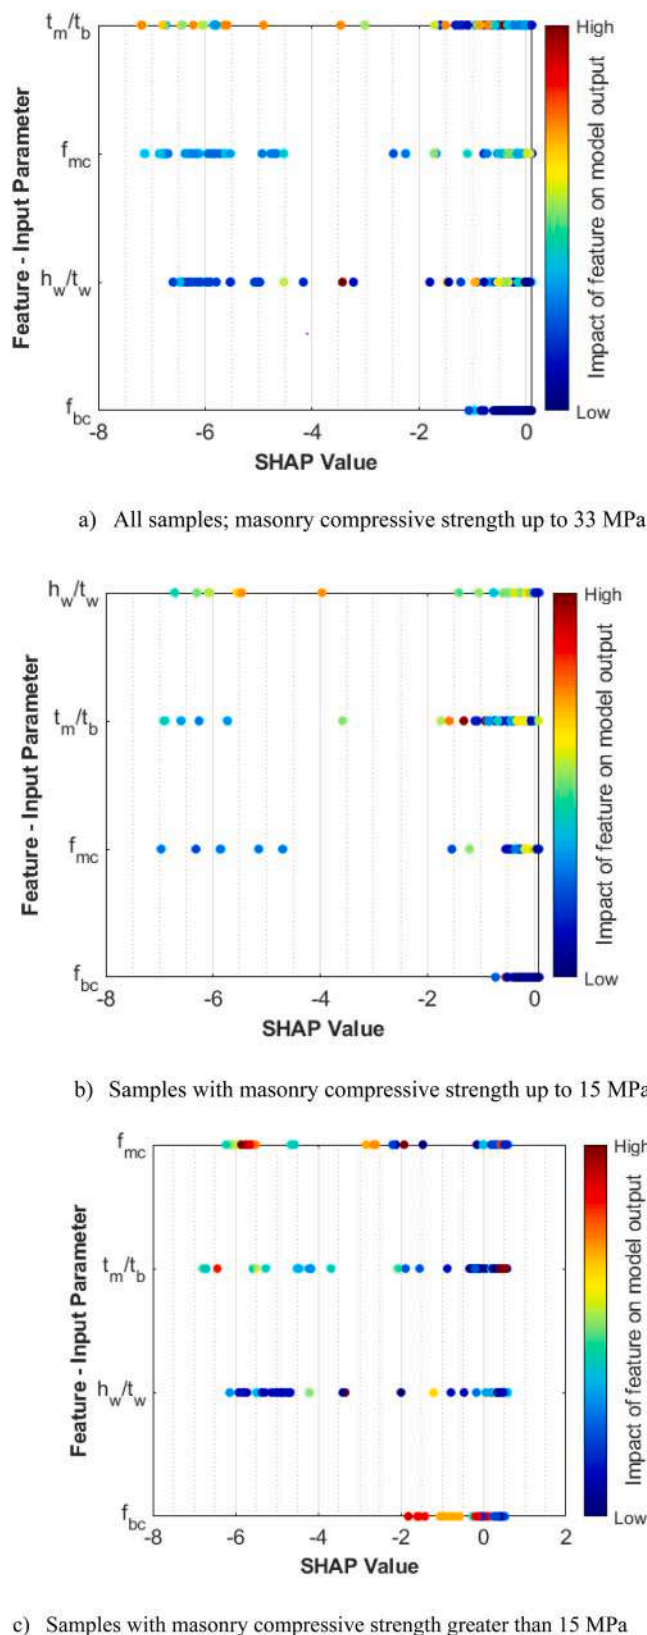 t_m/t_b
High
f_mc
h_w/t_w
f_bc
Low
-8 -6 -4 -2 0
SHAP Value
Feature - Input Parameter
Impact of feature on model output
a) All samples; masonry compressive strength up to 33 MPa
h_w/t_w
High
t_m/t_b
f_mc
f_bc
Low
-8 -6 -4 -2 0
SHAP Value
Feature - Input Parameter
Impact of feature on model output
b) Samples with masonry compressive strength up to 15 MPa
f_mc
High
t_m/t_b
h_w/t_w
f_bc
Low
-8 -6 -4 -2 0 2
SHAP Value
Feature - Input Parameter
Impact of feature on model output
c) Samples with masonry compressive strength greater than 15 MPa